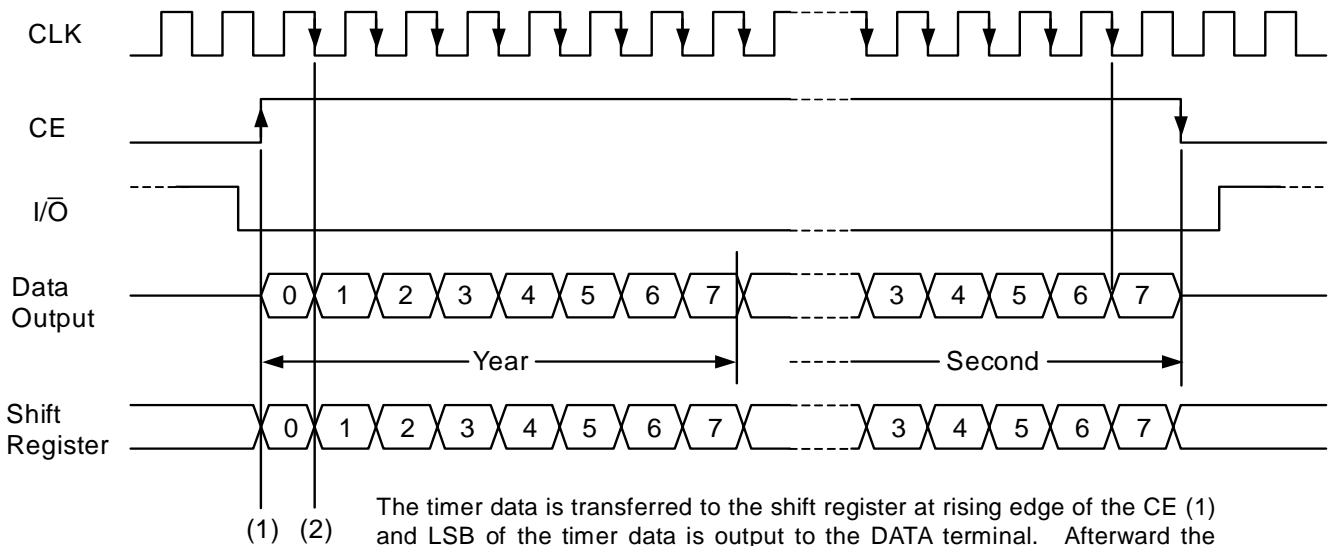 CLK
CE
I/O̅
Data
Output
0 1 2 3 4 5 6 7 3 4 5 6 7
Year Second
Shift
Register
0 1 2 3 4 5 6 7 3 4 5 6 7
(1) (2)
The timer data is transferred to the shift register at rising edge of the CE (1)
and LSB of the timer data is output to the DATA terminal. Afterward the